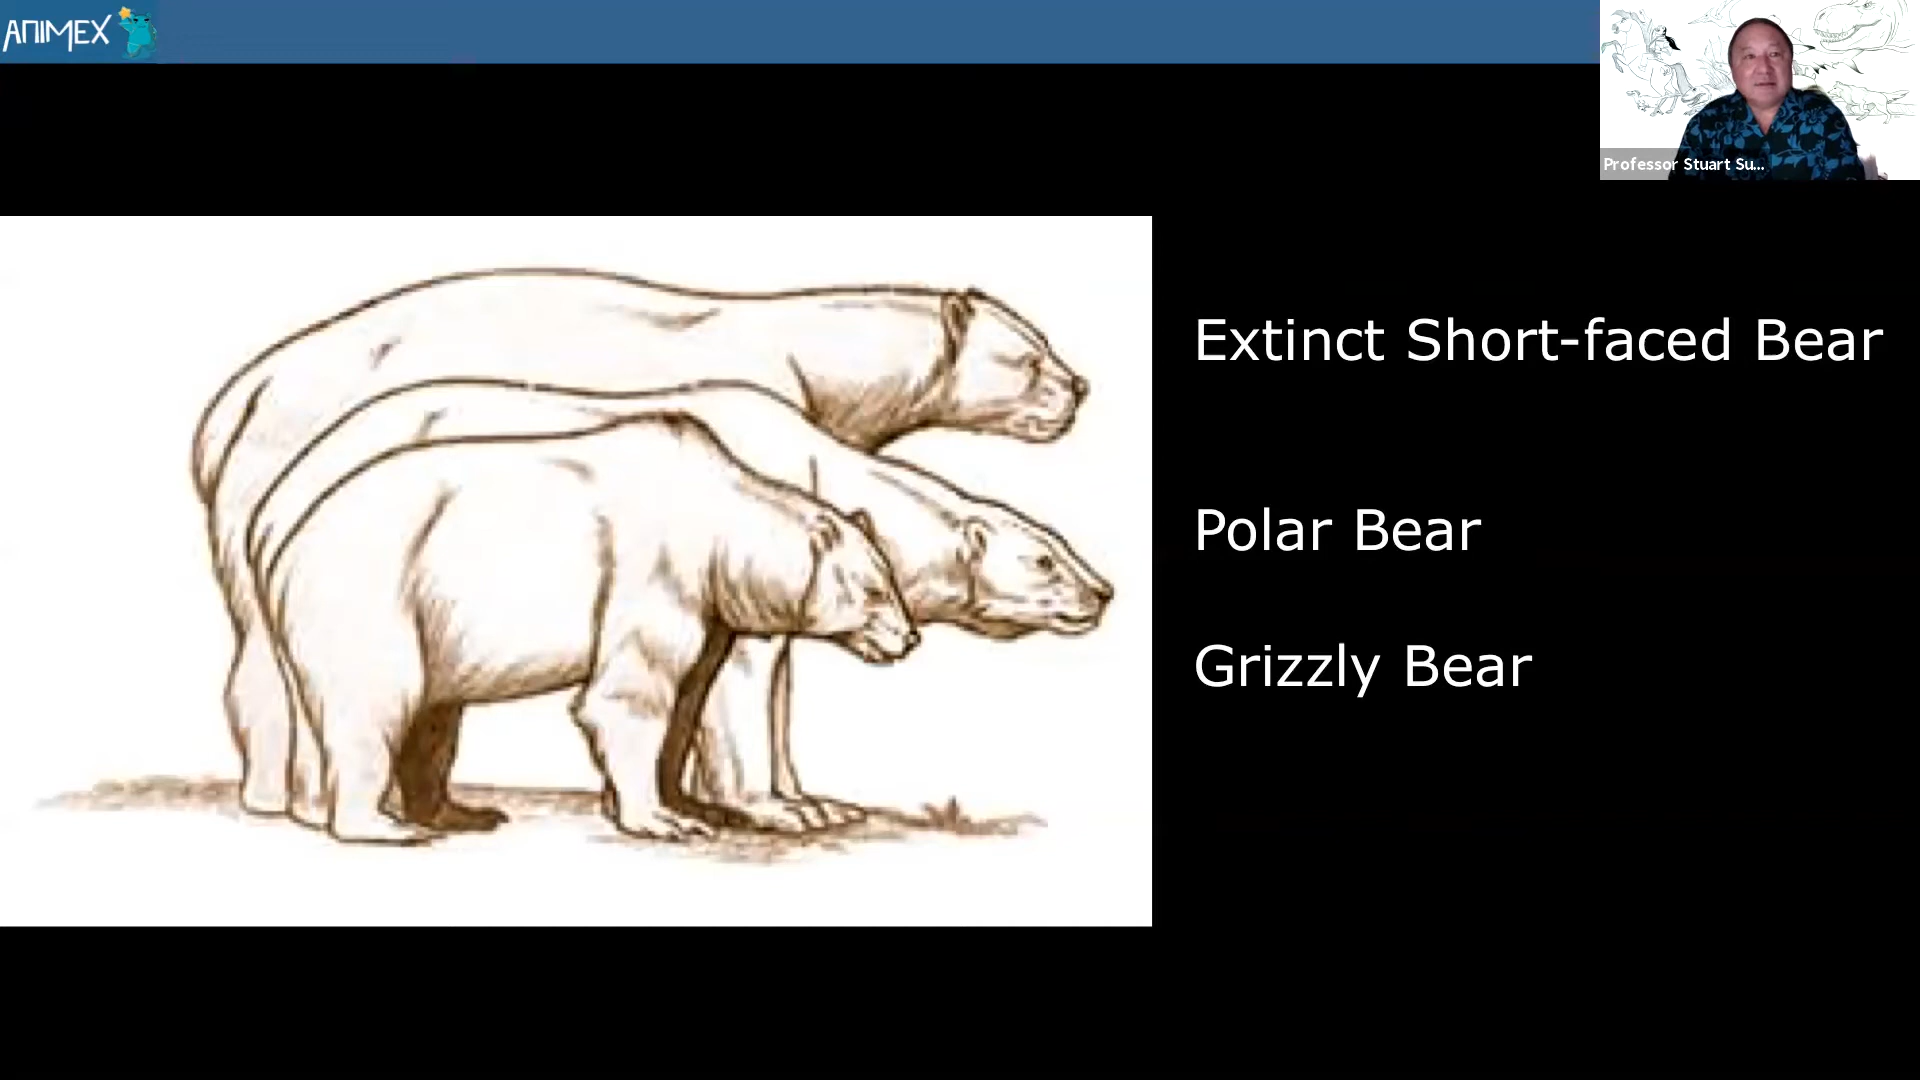 ANIMEX
Professor Stuart Su...
Extinct Short-faced Bear
Polar Bear
Grizzly Bear